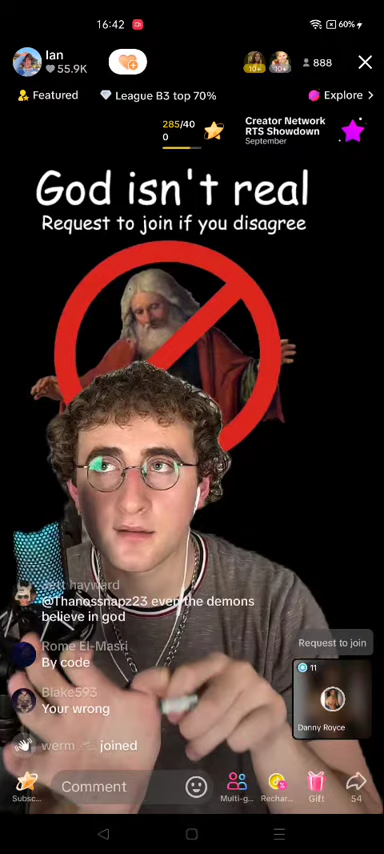 16:42
60%
Ian
55.9K
10+
10+
888
Featured
League B3 top 70%
Explore
285/40
0
Creator Network
RTS Showdown
September
God isn't real
Request to join if you disagree
hayward
@Thanossnapz23 even the demons
believe in god
Rome El-Masri
By code
Blake593
Your wrong
werm joined
Request to join
11
Danny Royce
Comment
Subsc...
Multi-g...
Rechar...
Gift
54